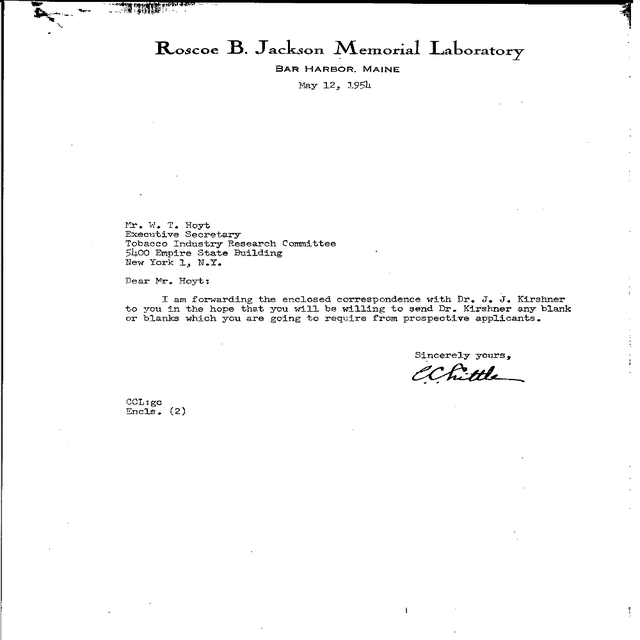 Roscoe B. Jackson Memorial Laboratory
Bar Harbor, Maine
May 12, 1954
Mr. W. T. Hoyt
Executive Secretary
Tobacco Industry Research Committee
5400 Empire State Building
New York 1, N.Y.
Dear Mr. Hoyt:
I am forwarding the enclosed correspondence with Dr. J. J. Kirshner
to you in the hope that you will be willing to send Dr. Kirshner any blank
or blanks which you are going to require from prospective applicants.
Sincerely yours,
CCLittle
CCL:gc
Encls. (2)